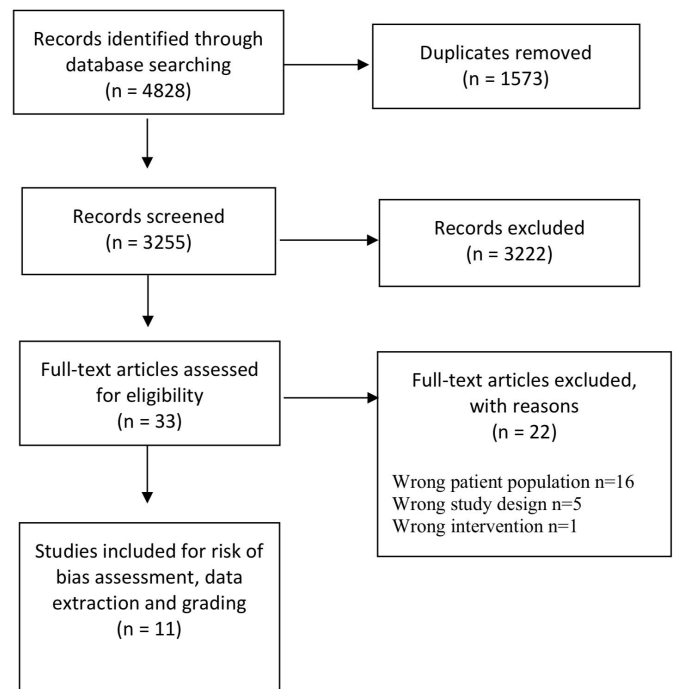 Records identified through
database searching
(n = 4828)
Duplicates removed
(n = 1573)
Records screened
(n = 3255)
Records excluded
(n = 3222)
Full-text articles assessed
for eligibility
(n = 33)
Full-text articles excluded,
with reasons
(n = 22)
Wrong patient population n=16
Wrong study design n=5
Wrong intervention n=1
Studies included for risk of
bias assessment, data
extraction and grading
(n = 11)